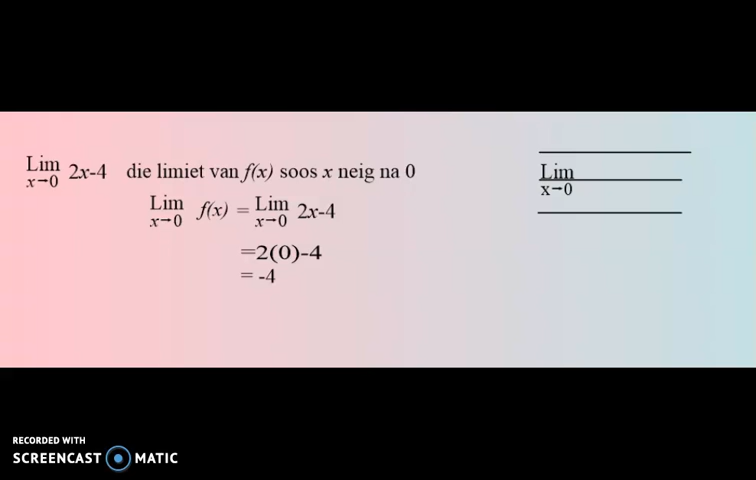 Lim 2x-4 die limiet van f(x) soos x neig na 0
x→0
Lim f(x) = Lim 2x-4
x→0 x→0
=2(0)-4
= -4
Lim
x→0
RECORDED WITH
SCREENCAST MATIC